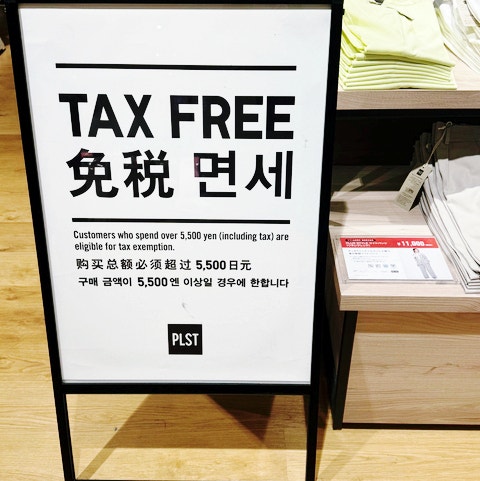 TAX FREE
免税 면세
Customers who spend over 5,500 yen (including tax) are
eligible for tax exemption.
购买总额必须超过 5,500日元
구매 금액이 5,500엔 이상일 경우에 한합니다
PLST
¥11,000